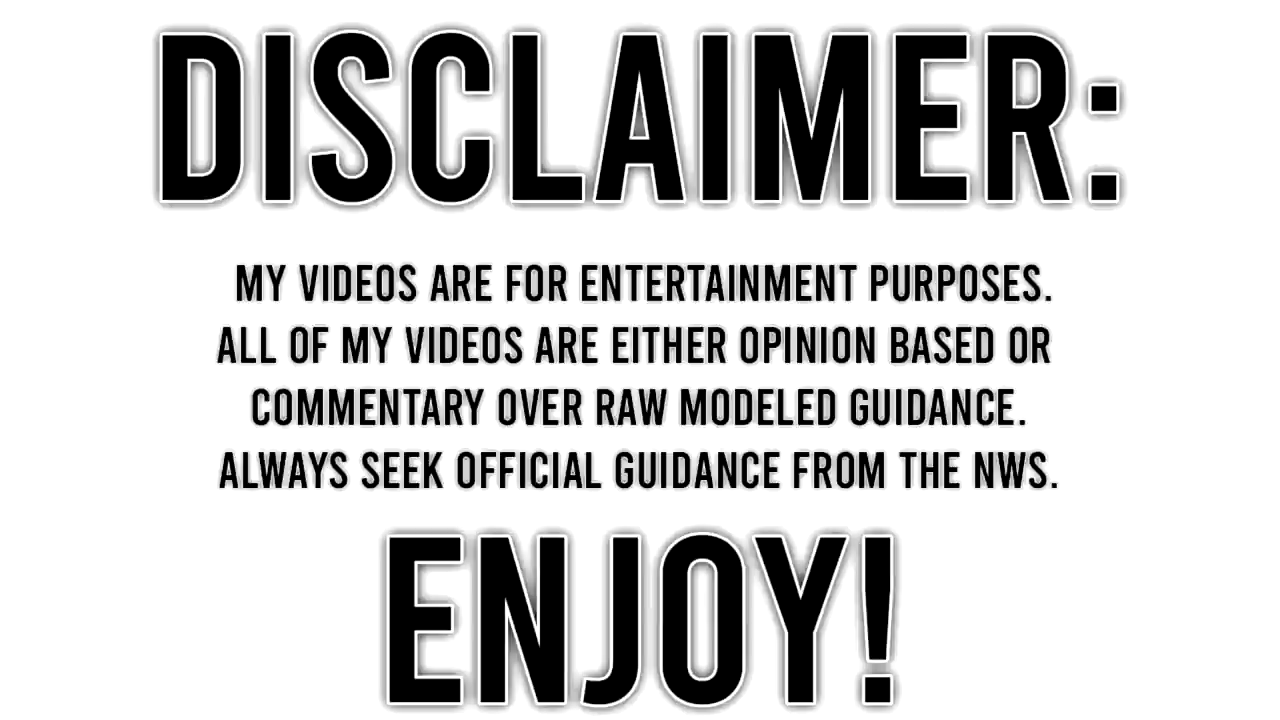 DISCLAIMER:
MY VIDEOS ARE FOR ENTERTAINMENT PURPOSES.
ALL OF MY VIDEOS ARE EITHER OPINION BASED OR
COMMENTARY OVER RAW MODELED GUIDANCE.
ALWAYS SEEK OFFICIAL GUIDANCE FROM THE NWS.
ENJOY!